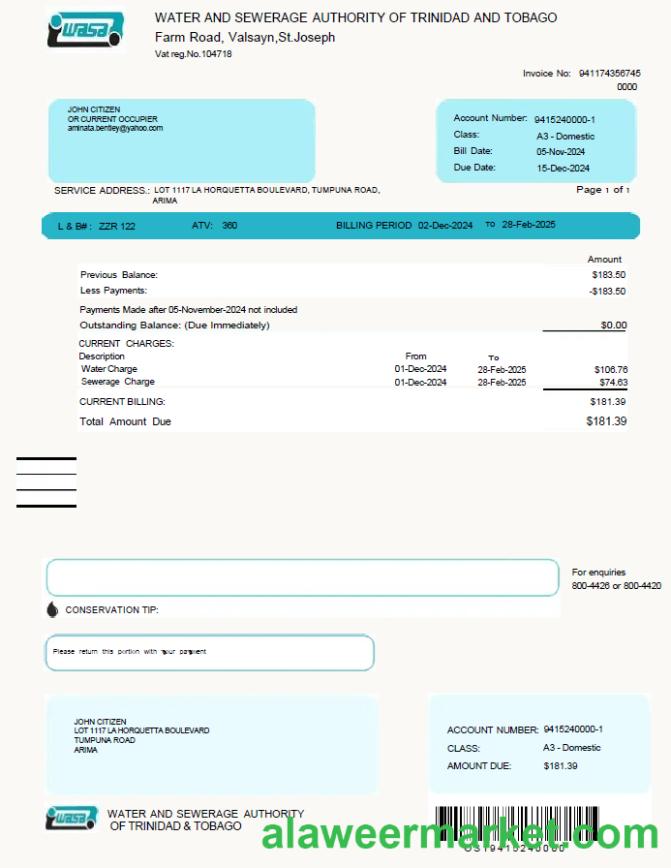 wasa
WATER AND SEWERAGE AUTHORITY OF TRINIDAD AND TOBAGO
Farm Road, Valsayn,St.Joseph
Vat reg.No.104718
Invoice No: 941174356745
0000
JOHN CITIZEN
OR CURRENT OCCUPIER
aminata.bentley@yahoo.com
Account Number: 9415240000-1
Class: A3 - Domestic
Bill Date: 05-Nov-2024
Due Date: 15-Dec-2024
SERVICE ADDRESS.: LOT 1117 LA HORQUETTA BOULEVARD, TUMPUNA ROAD,
ARIMA
Page 1 of 1
L & B# : ZZR 122 ATV: 360 BILLING PERIOD 02-Dec-2024 TO 28-Feb-2025
Amount
Previous Balance: $183.50
Less Payments: -$183.50
Payments Made after 05-November-2024 not included
Outstanding Balance: (Due Immediately) $0.00
CURRENT CHARGES:
Description From To
Water Charge 01-Dec-2024 28-Feb-2025 $106.76
Sewerage Charge 01-Dec-2024 28-Feb-2025 $74.63
CURRENT BILLING: $181.39
Total Amount Due $181.39
For enquiries
800-4426 or 800-4420
CONSERVATION TIP:
Please return this portion with your payment
JOHN CITIZEN
LOT 1117 LA HORQUETTA BOULEVARD
TUMPUNA ROAD
ARIMA
ACCOUNT NUMBER: 9415240000-1
CLASS: A3 - Domestic
AMOUNT DUE: $181.39
wasa
WATER AND SEWERAGE AUTHORITY
OF TRINIDAD & TOBAGO
alaweermarket.com